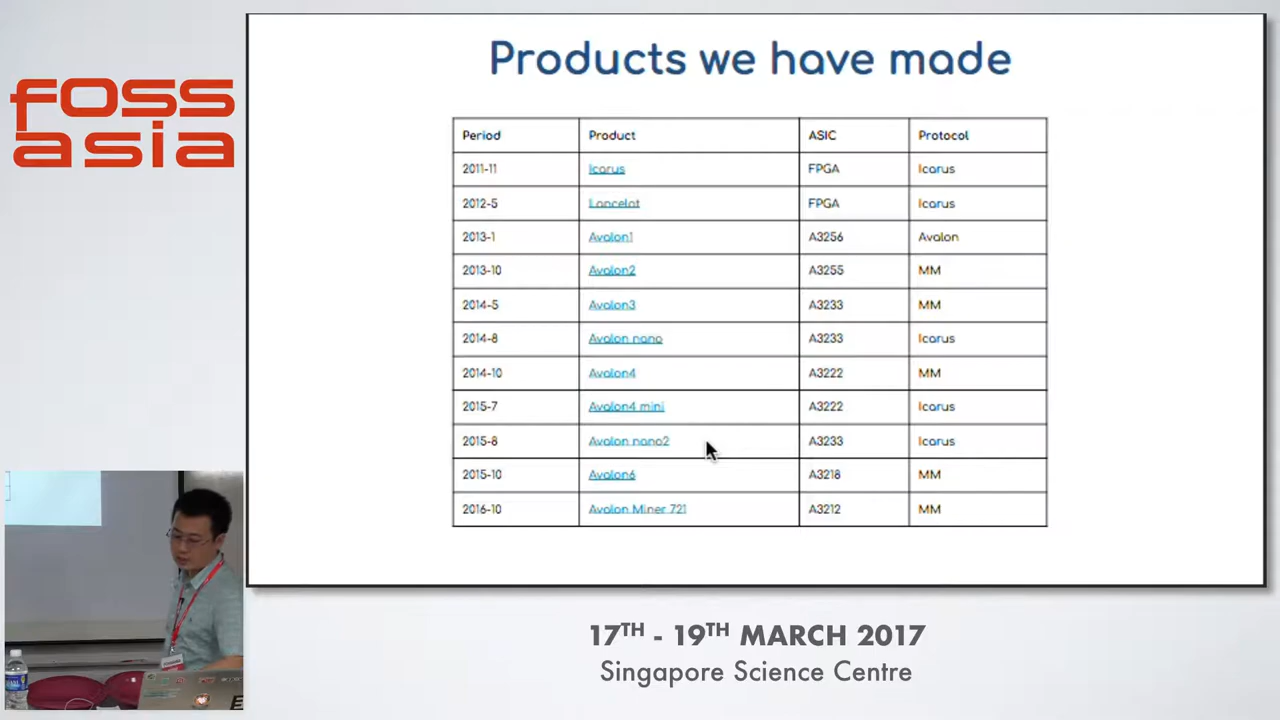 foss
asia
Products we have made
Period Product ASIC Protocol
2011-11 Icarus FPGA Icarus
2012-5 Lancelot FPGA Icarus
2013-1 Avalon1 A3256 Avalon
2013-10 Avalon2 A3255 MM
2014-5 Avalon3 A3233 MM
2014-8 Avalon nano A3233 Icarus
2014-10 Avalon4 A3222 MM
2015-7 Avalon4 mini A3222 Icarus
2015-8 Avalon nano2 A3233 Icarus
2015-10 Avalon6 A3218 MM
2016-10 Avalon Miner 721 A3212 MM
17TH - 19TH MARCH 2017
Singapore Science Centre